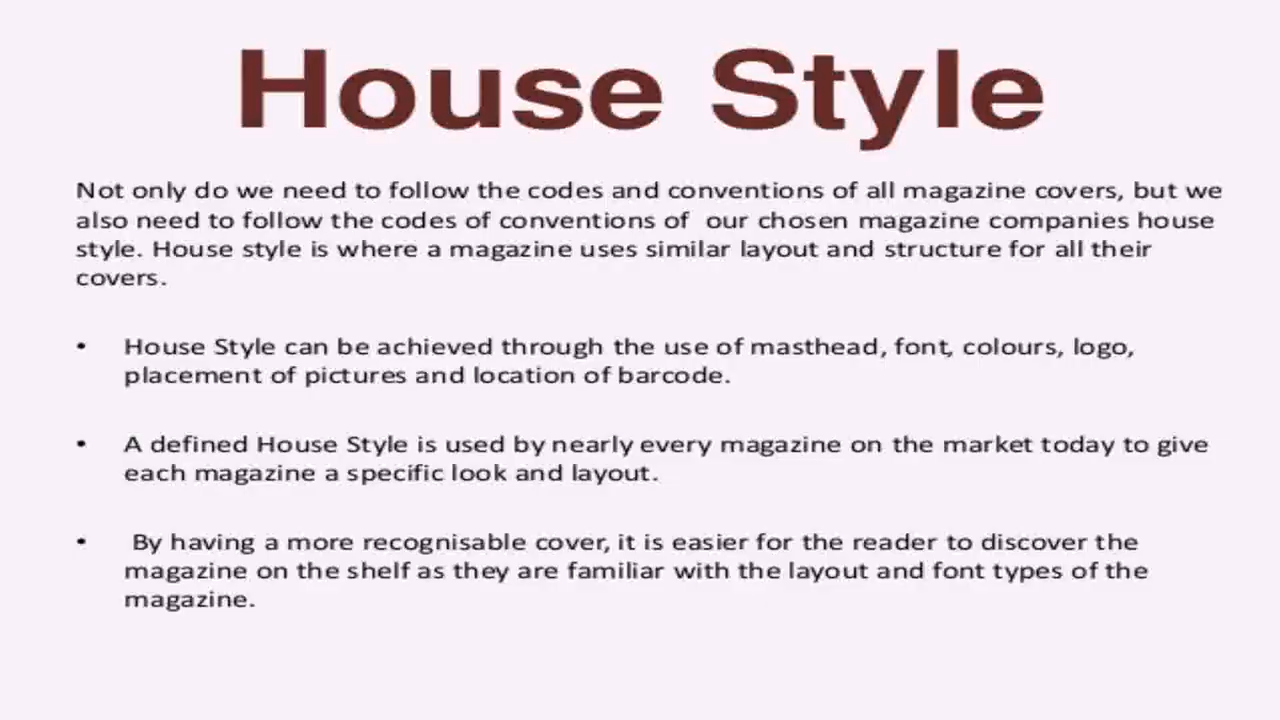 House Style
Not only do we need to follow the codes and conventions of all magazine covers, but we
also need to follow the codes of conventions of our chosen magazine companies house
style. House style is where a magazine uses similar layout and structure for all their
covers.
• House Style can be achieved through the use of masthead, font, colours, logo,
placement of pictures and location of barcode.
• A defined House Style is used by nearly every magazine on the market today to give
each magazine a specific look and layout.
• By having a more recognisable cover, it is easier for the reader to discover the
magazine on the shelf as they are familiar with the layout and font types of the
magazine.